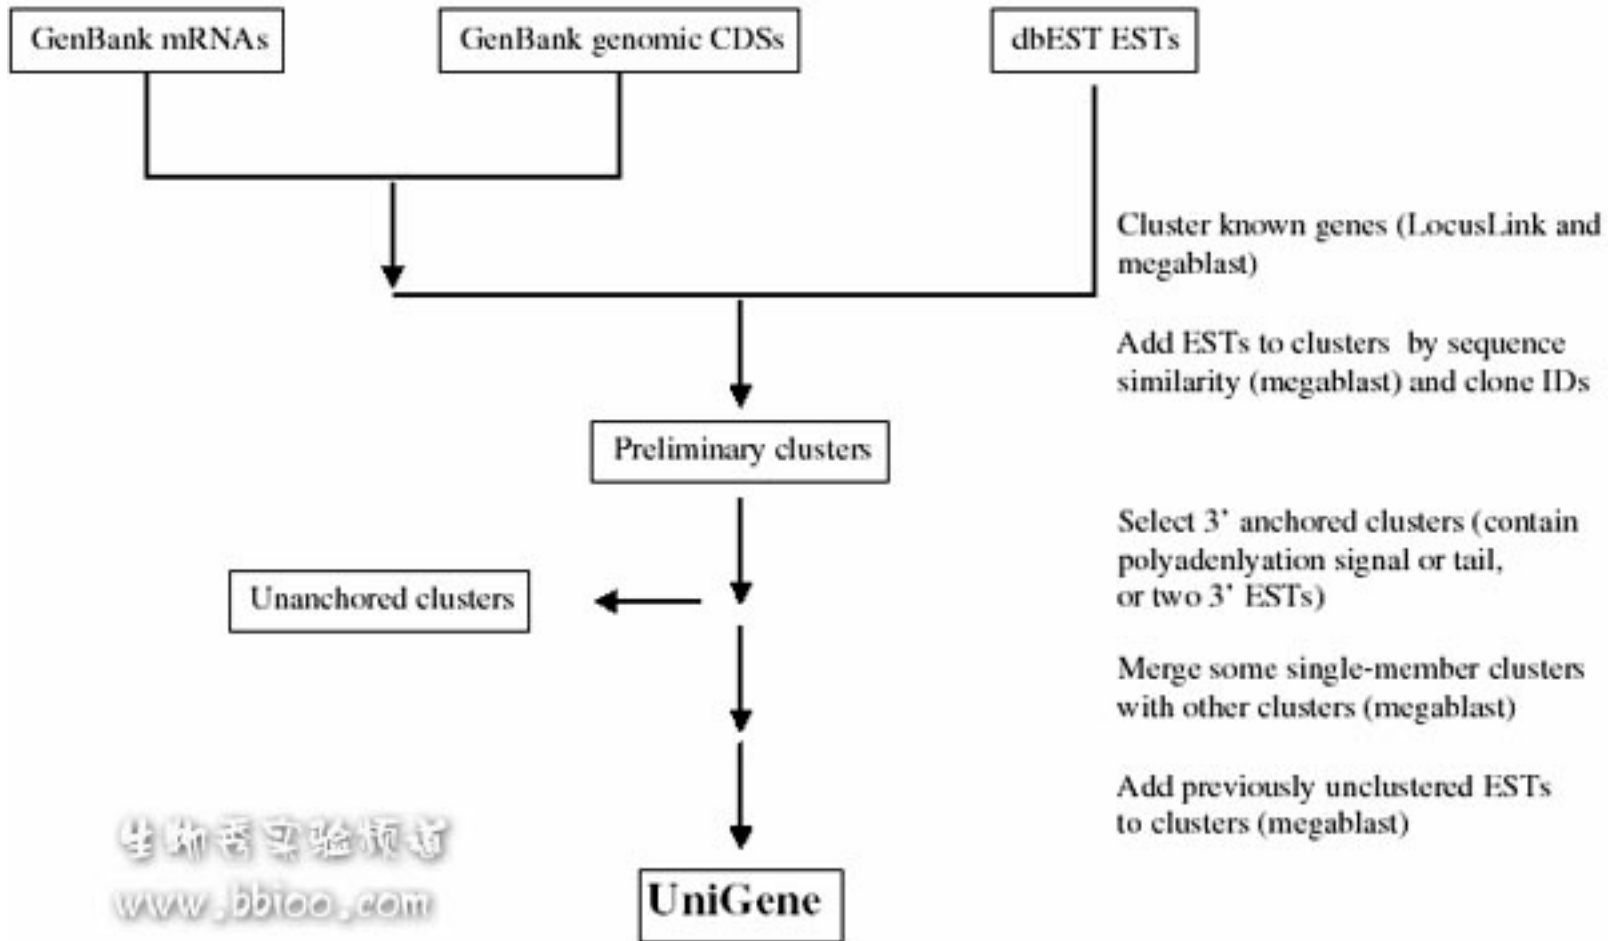 GenBank mRNAs
GenBank genomic CDSs
dbEST ESTs
Cluster known genes (LocusLink and
megablast)
Add ESTs to clusters by sequence
similarity (megablast) and clone IDs
Preliminary clusters
Select 3' anchored clusters (contain
polyadenlyation signal or tail,
or two 3' ESTs)
Unanchored clusters
Merge some single-member clusters
with other clusters (megablast)
Add previously unclustered ESTs
to clusters (megablast)
UniGene
生物秀实验频道
www.bbioo.com